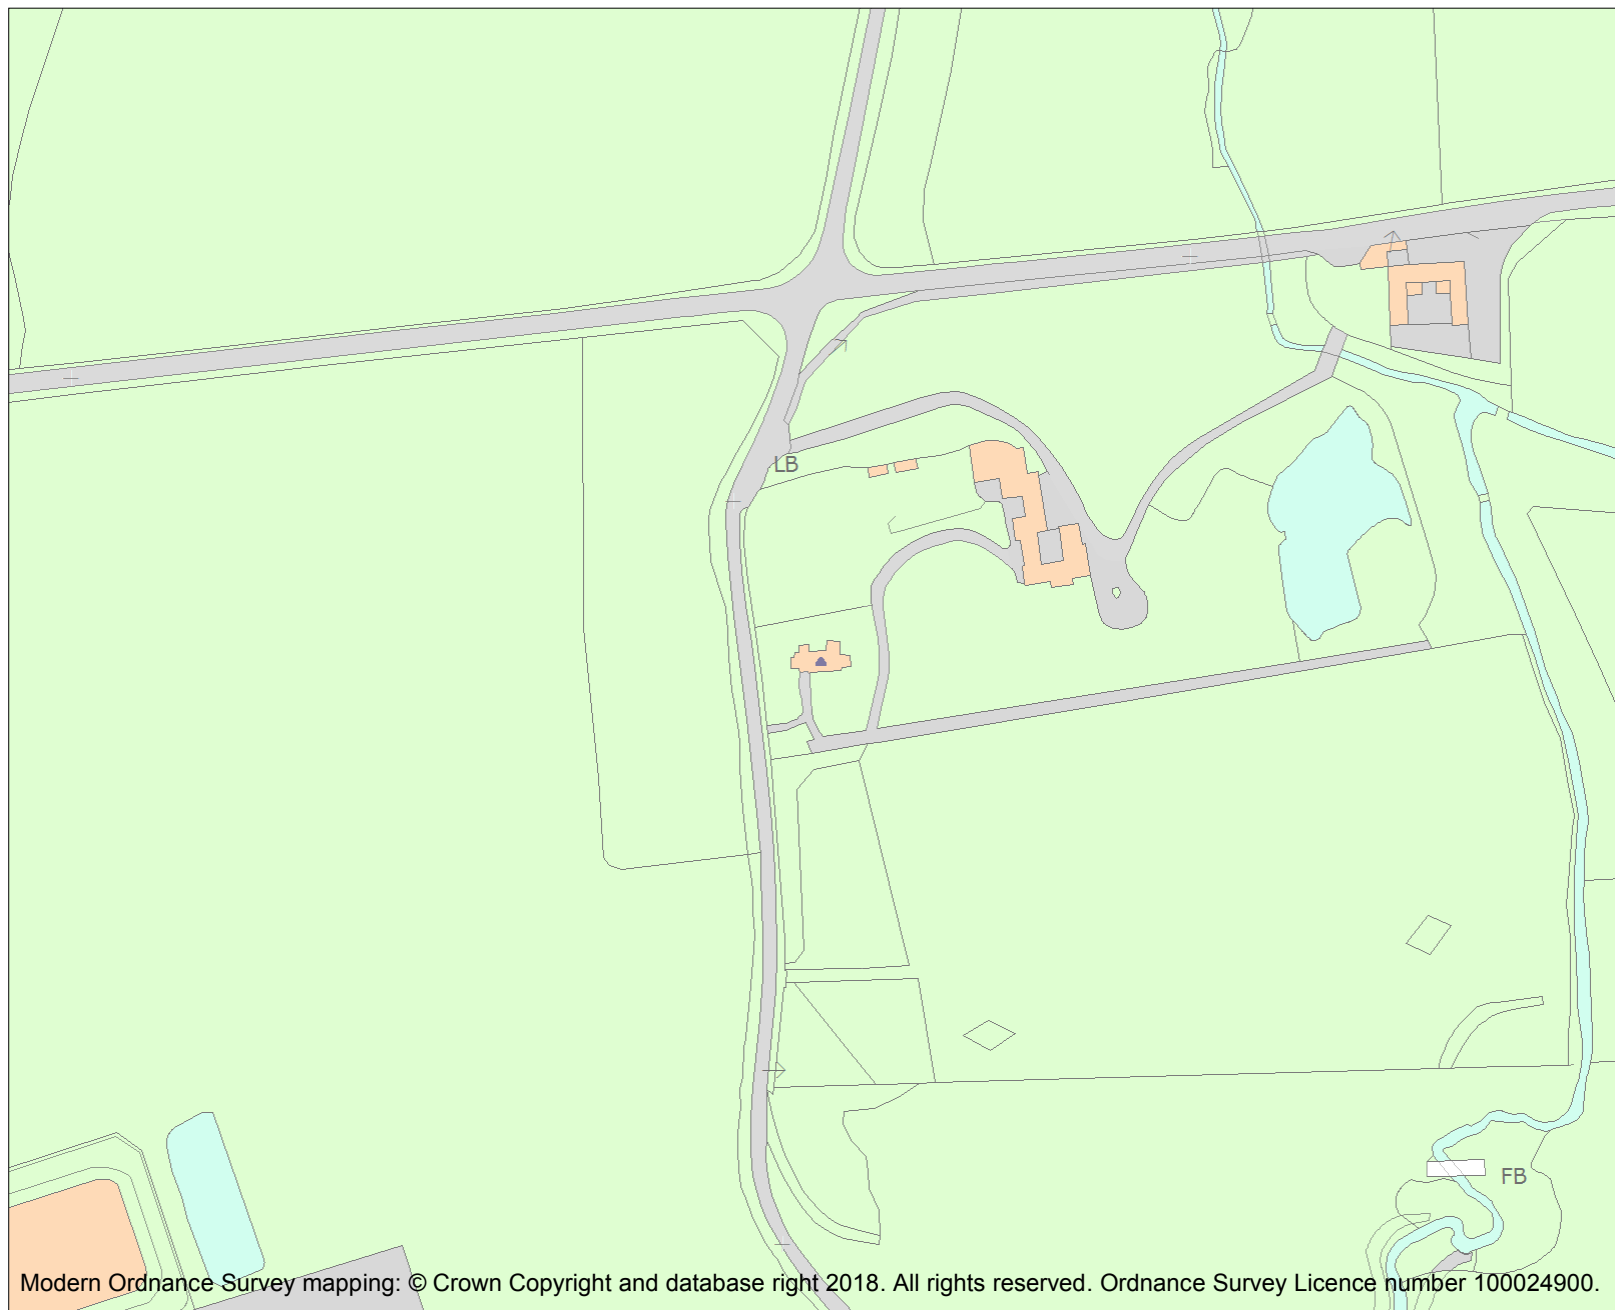 LB
FB
Modern Ordnance Survey mapping: © Crown Copyright and database right 2018. All rights reserved. Ordnance Survey Licence number 100024900.